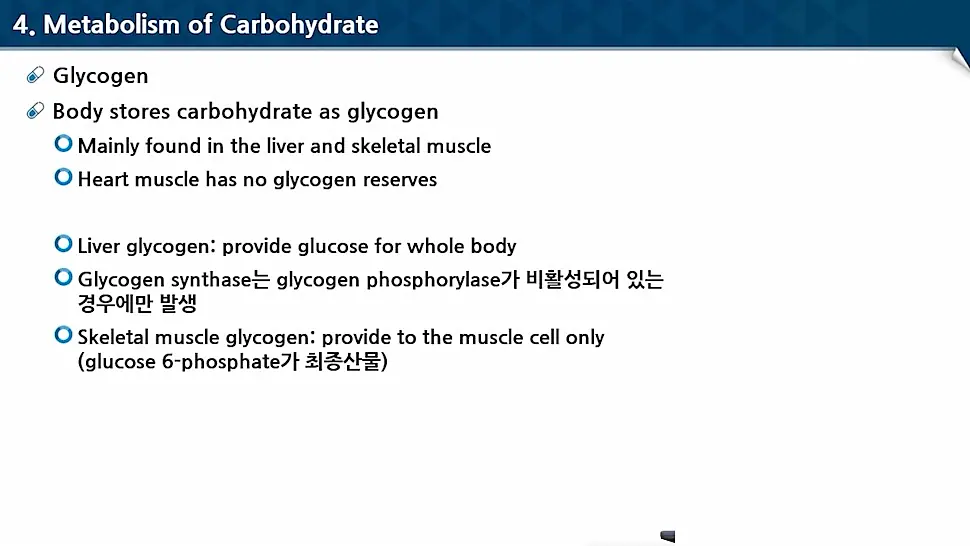 4. Metabolism of Carbohydrate
Glycogen
Body stores carbohydrate as glycogen
Mainly found in the liver and skeletal muscle
Heart muscle has no glycogen reserves
Liver glycogen: provide glucose for whole body
Glycogen synthase는 glycogen phosphorylase가 비활성되어 있는
경우에만 발생
Skeletal muscle glycogen: provide to the muscle cell only
(glucose 6-phosphate가 최종산물)